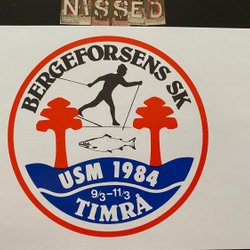 NISSED
BERGEFORSENS SK
USM 1984
9/3-11/3
TIMRÅ